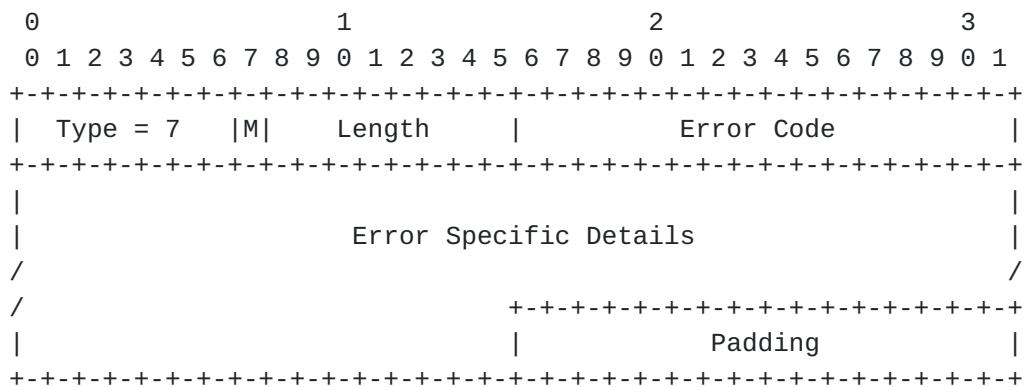 0                   1                   2                   3
 0 1 2 3 4 5 6 7 8 9 0 1 2 3 4 5 6 7 8 9 0 1 2 3 4 5 6 7 8 9 0 1
+-+-+-+-+-+-+-+-+-+-+-+-+-+-+-+-+-+-+-+-+-+-+-+-+-+-+-+-+-+-+-+-+
|  Type = 7   |M|    Length     |          Error Code           |
+-+-+-+-+-+-+-+-+-+-+-+-+-+-+-+-+-+-+-+-+-+-+-+-+-+-+-+-+-+-+-+-+
|                                                               |
|                     Error Specific Details                    |
/                                                               /
/                               +-+-+-+-+-+-+-+-+-+-+-+-+-+-+-+-+
|                               |            Padding            |
+-+-+-+-+-+-+-+-+-+-+-+-+-+-+-+-+-+-+-+-+-+-+-+-+-+-+-+-+-+-+-+-+